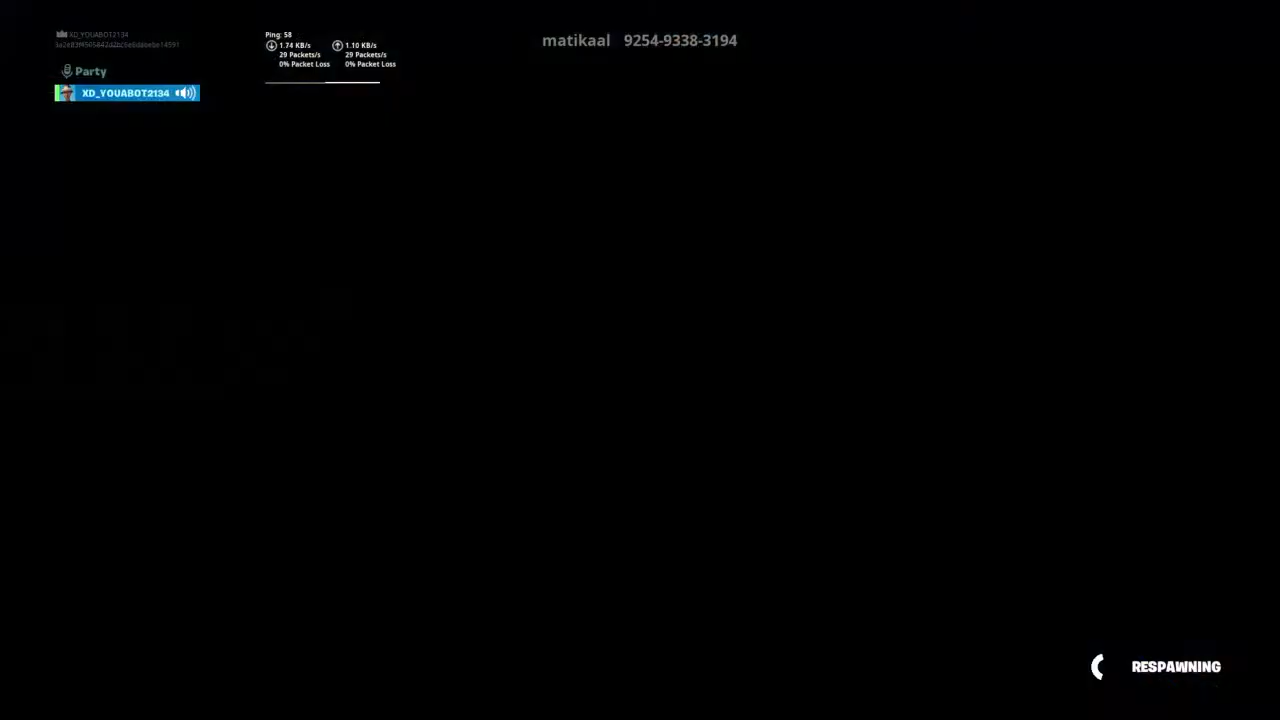 XD_YOUABOT2134
Party
XD_YOUABOT2134
Ping: 58
1.74 KB/s 1.10 KB/s
29 Packets/s 29 Packets/s
0% Packet Loss 0% Packet Loss
matikaal 9254-9338-3194
RESPAWNING